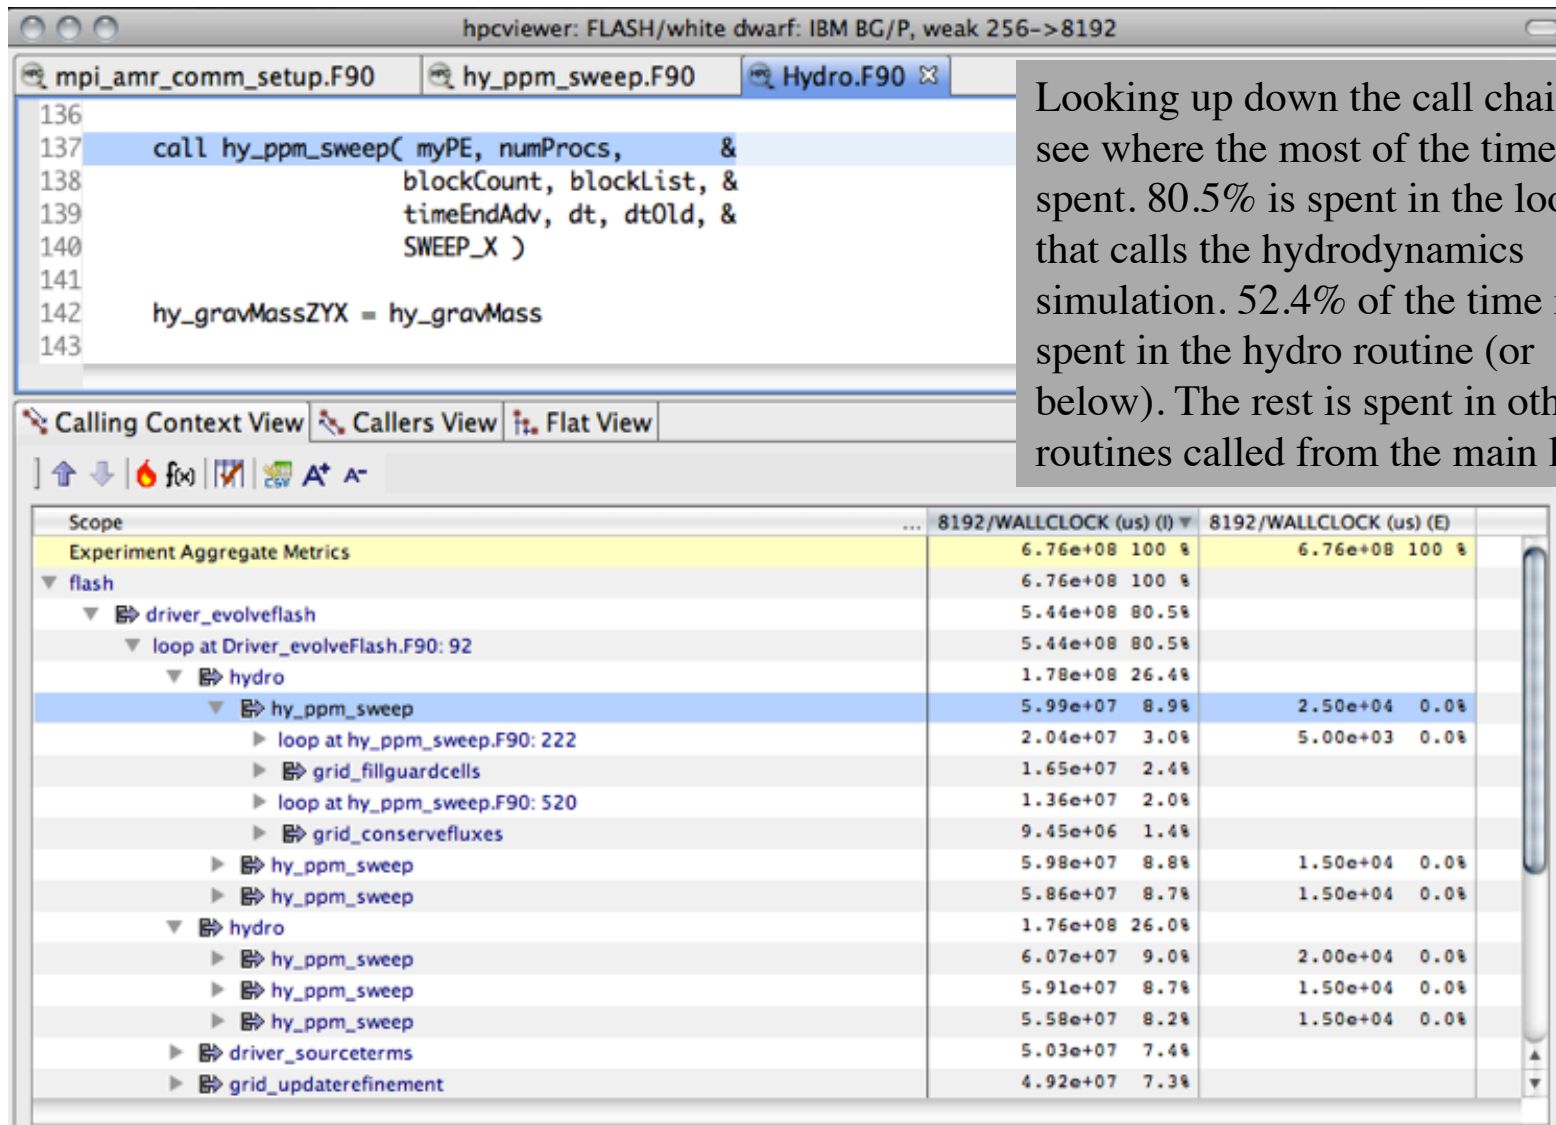 hpcviewer: FLASH/white dwarf: IBM BG/P, weak 256->8192
mpi_amr_comm_setup.F90
hy_ppm_sweep.F90
Hydro.F90
136
137 call hy_ppm_sweep( myPE, numProcs, &
138 blockCount, blockList, &
139 timeEndAdv, dt, dtOld, &
140 SWEEP_X )
141
142 hy_gravMassZYX = hy_gravMass
143
Looking up down the call
see where the most of the time
spent. 80.5% is spent in the
that calls the hydrodynamics
simulation. 52.4% of the time
spent in the hydro routine (or
below). The rest is spent in
routines called from the main
Calling Context View
Callers View
Flat View
f(x) CSV A+ A-
Scope ... 8192/WALLCLOCK (us) (I) 8192/WALLCLOCK (us) (E)
Experiment Aggregate Metrics 6.76e+08 100 % 6.76e+08 100 %
flash 6.76e+08 100 %
driver_evolveflash 5.44e+08 80.5%
loop at Driver_evolveFlash.F90: 92 5.44e+08 80.5%
hydro 1.78e+08 26.4%
hy_ppm_sweep 5.99e+07 8.9% 2.50e+04 0.0%
loop at hy_ppm_sweep.F90: 222 2.04e+07 3.0% 5.00e+03 0.0%
grid_fillguardcells 1.65e+07 2.4%
loop at hy_ppm_sweep.F90: 520 1.36e+07 2.0%
grid_conservefluxes 9.45e+06 1.4%
hy_ppm_sweep 5.98e+07 8.8% 1.50e+04 0.0%
hy_ppm_sweep 5.86e+07 8.7% 1.50e+04 0.0%
hydro 1.76e+08 26.0%
hy_ppm_sweep 6.07e+07 9.0% 2.00e+04 0.0%
hy_ppm_sweep 5.91e+07 8.7% 1.50e+04 0.0%
hy_ppm_sweep 5.58e+07 8.2% 1.50e+04 0.0%
driver_sourceterms 5.03e+07 7.4%
grid_updaterefinement 4.92e+07 7.3%